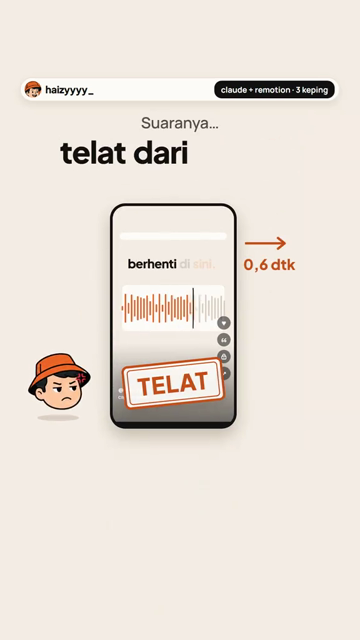 haizyyyy_
claude + remotion · 3 keping
Suaranya...
telat dari
berhenti di sini.
0,6 dtk
TELAT